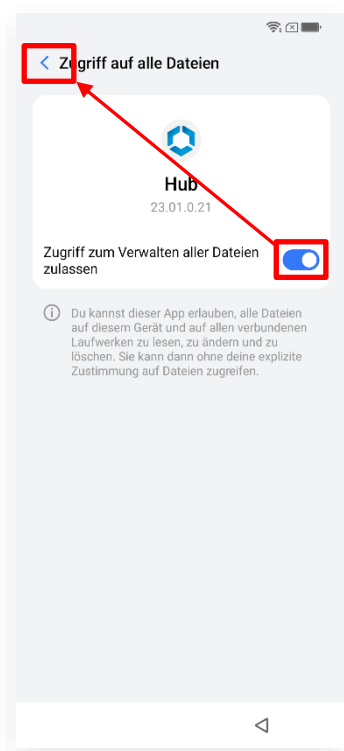 Zugriff auf alle Dateien
Hub
23.01.0.21
Zugriff zum Verwalten aller Dateien
zulassen
Du kannst dieser App erlauben, alle Dateien
auf diesem Gerät und auf allen verbundenen
Laufwerken zu lesen, zu ändern und zu
löschen. Sie kann dann ohne deine explizite
Zustimmung auf Dateien zugreifen.